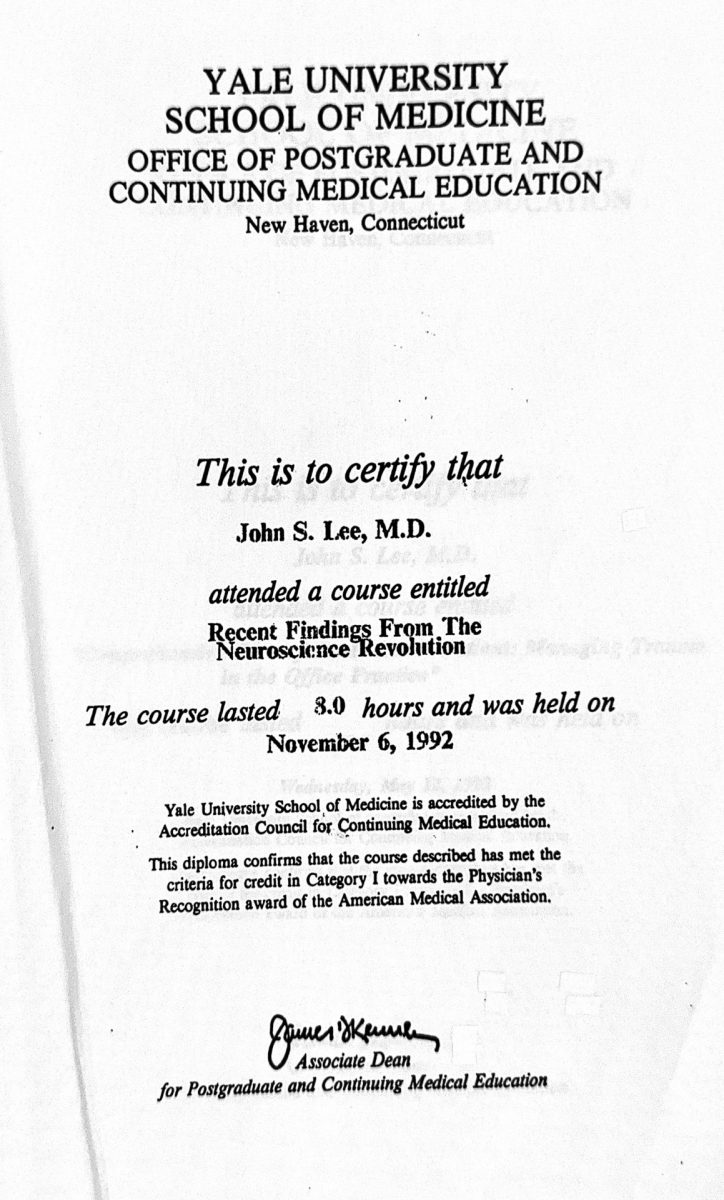 YALE UNIVERSITY
SCHOOL OF MEDICINE
OFFICE OF POSTGRADUATE AND
CONTINUING MEDICAL EDUCATION
New Haven, Connecticut
This is to certify that
John S. Lee, M.D.
attended a course entitled
Recent Findings From The
Neuroscience Revolution
The course lasted 3.0 hours and was held on
November 6, 1992
Yale University School of Medicine is accredited by the
Accreditation Council for Continuing Medical Education.
This diploma confirms that the course described has met the
criteria for credit in Category I towards the Physician's
Recognition award of the American Medical Association.
Associate Dean
for Postgraduate and Continuing Medical Education